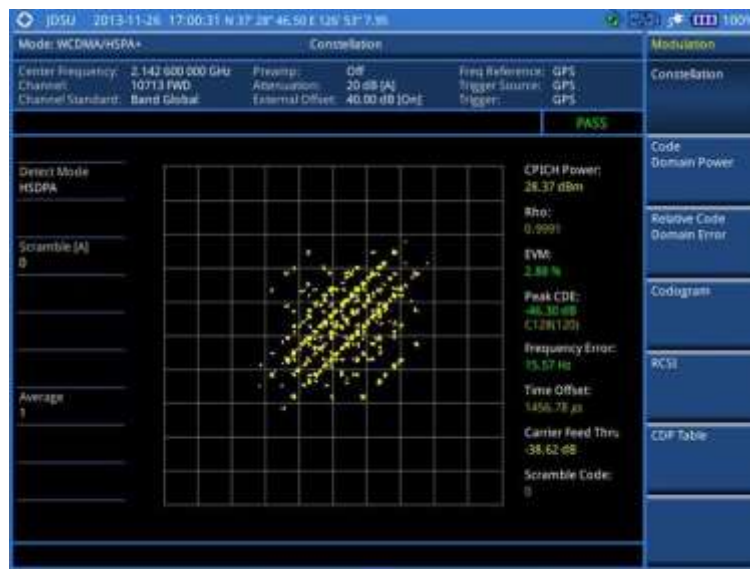 JDSU 2013-11-26 17:00:31 N 37° 28' 46.50 E 126° 53' 7.95 100%
Mode: WCDMA/HSPA+ Constellation Modulation
Center Frequency: 2.142 600 000 GHz Preamp: Off Freq Reference: GPS
Channel: 10713 FWD Attenuation: 20 dB [A] Trigger Source: GPS
Channel Standard: Band Global External Offset: 40.00 dB [On] Trigger: GPS
PASS
Detect Mode
HSDPA
Scramble [A]
0
Average
1
CPICH Power:
28.37 dBm
Rho:
0.9991
EVM:
2.88 %
Peak CDE:
-46.30 dB
C128(120)
Frequency Error:
15.57 Hz
Time Offset:
1456.78 µs
Carrier Feed Thru
-38.62 dB
Scramble Code:
0
Constellation
Code
Domain Power
Relative Code
Domain Error
Codogram
RCSI
CDP Table